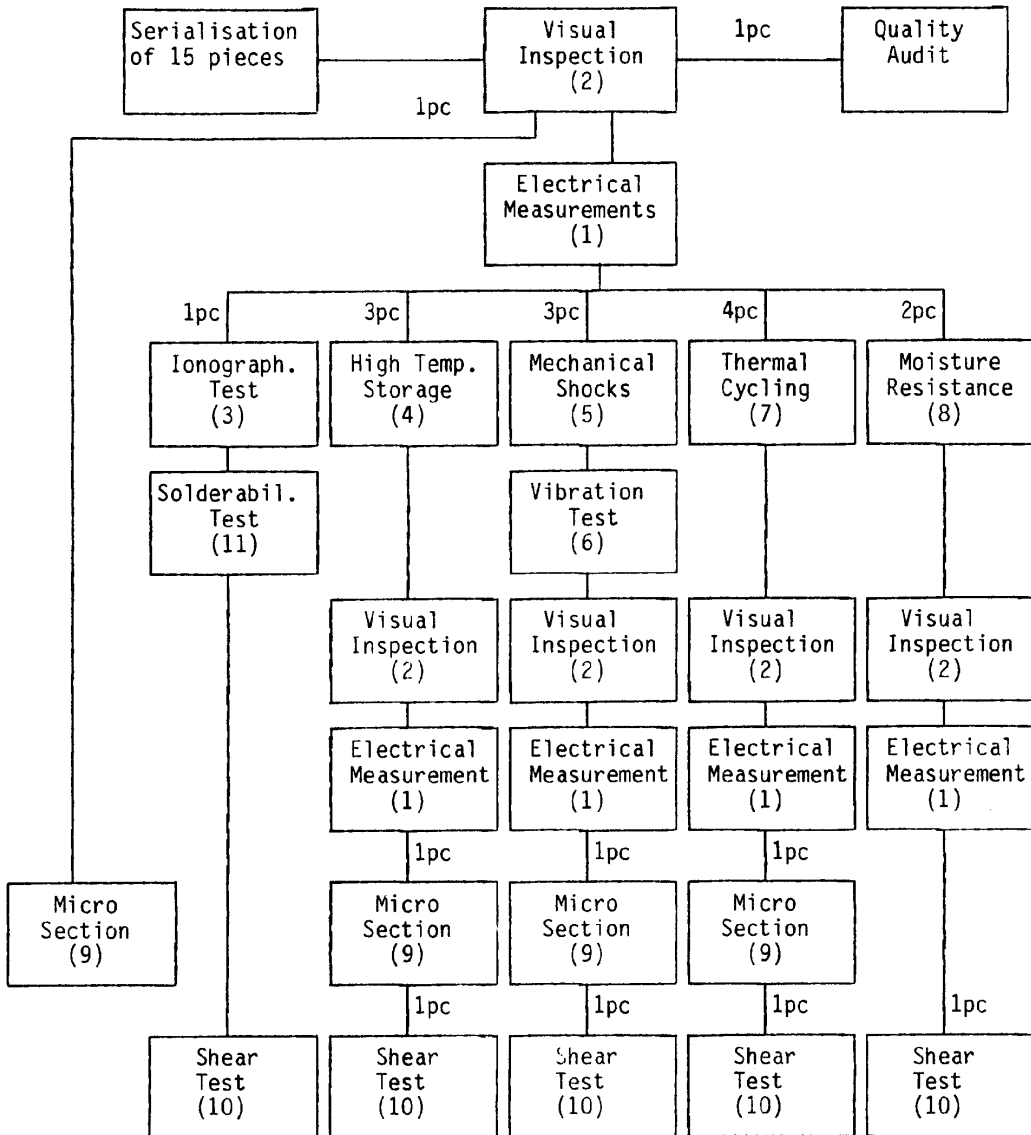 Serialisation
of 15 pieces
Visual
Inspection
(2)
1pc
Quality
Audit
1pc
Electrical
Measurements
(1)
1pc
3pc
3pc
4pc
2pc
Ionograph.
Test
(3)
High Temp.
Storage
(4)
Mechanical
Shocks
(5)
Thermal
Cycling
(7)
Moisture
Resistance
(8)
Solderabil.
Test
(11)
Vibration
Test
(6)
Visual
Inspection
(2)
Visual
Inspection
(2)
Visual
Inspection
(2)
Visual
Inspection
(2)
Electrical
Measurement
(1)
Electrical
Measurement
(1)
Electrical
Measurement
(1)
Electrical
Measurement
(1)
1pc
1pc
1pc
Micro
Section
(9)
Micro
Section
(9)
Micro
Section
(9)
Micro
Section
(9)
1pc
1pc
1pc
1pc
Shear
Test
(10)
Shear
Test
(10)
Shear
Test
(10)
Shear
Test
(10)
Shear
Test
(10)